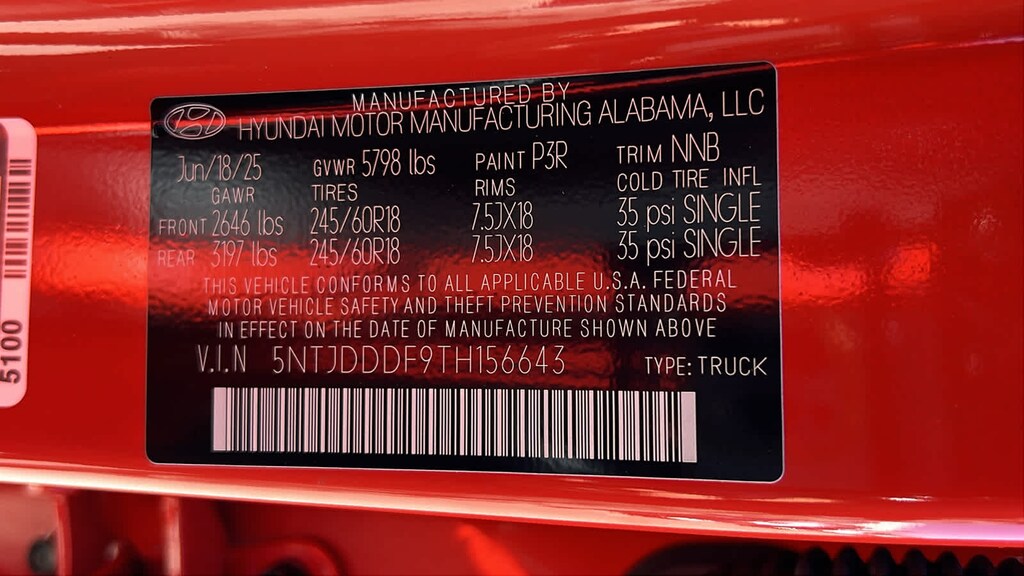 MANUFACTURED BY
HYUNDAI MOTOR MANUFACTURING ALABAMA, LLC
Jun/18/25 GVWR 5798 lbs PAINT P3R TRIM NNB
GAWR TIRES RIMS COLD TIRE INFL
FRONT 2646 lbs 245/60R18 7.5JX18 35 psi SINGLE
REAR 3197 lbs 245/60R18 7.5JX18 35 psi SINGLE
THIS VEHICLE CONFORMS TO ALL APPLICABLE U.S.A. FEDERAL
MOTOR VEHICLE SAFETY AND THEFT PREVENTION STANDARDS
IN EFFECT ON THE DATE OF MANUFACTURE SHOWN ABOVE
V.I.N 5NTJDDDF9TH156643 TYPE: TRUCK
5100